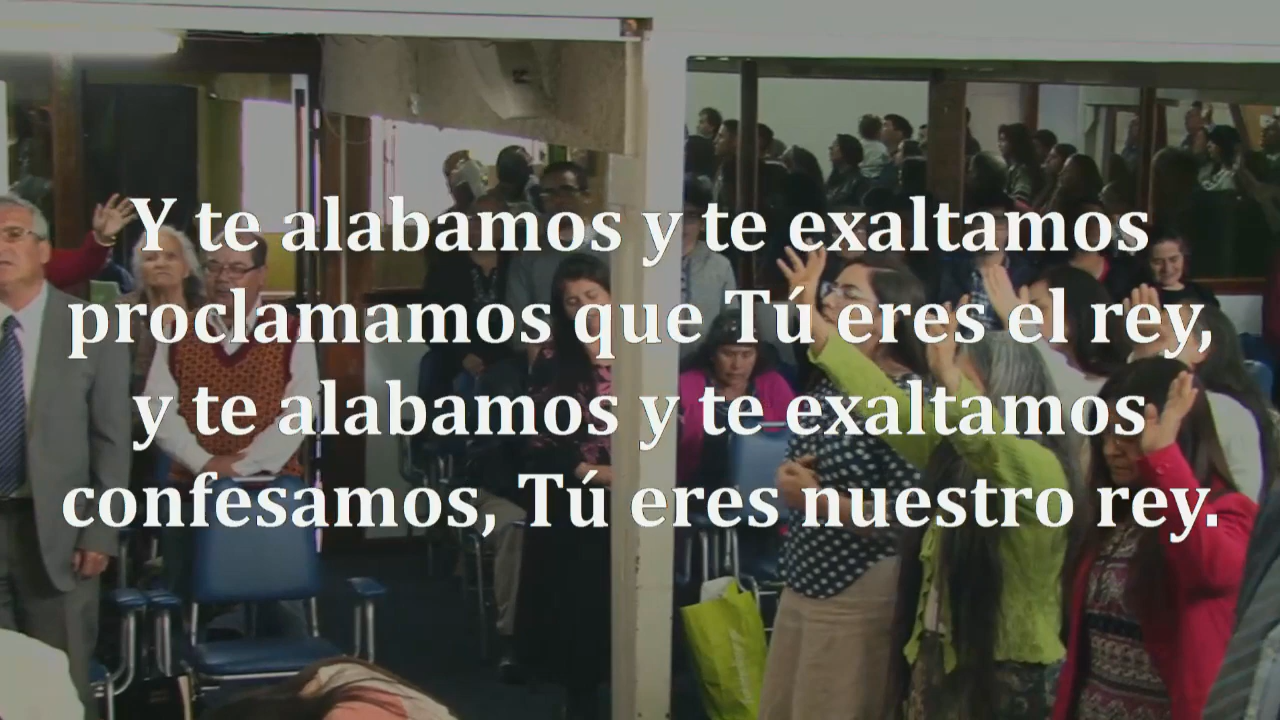 Y te alabamos y te exaltamos
proclamamos que Tú eres el rey,
y te alabamos y te exaltamos
confesamos, Tú eres nuestro rey.